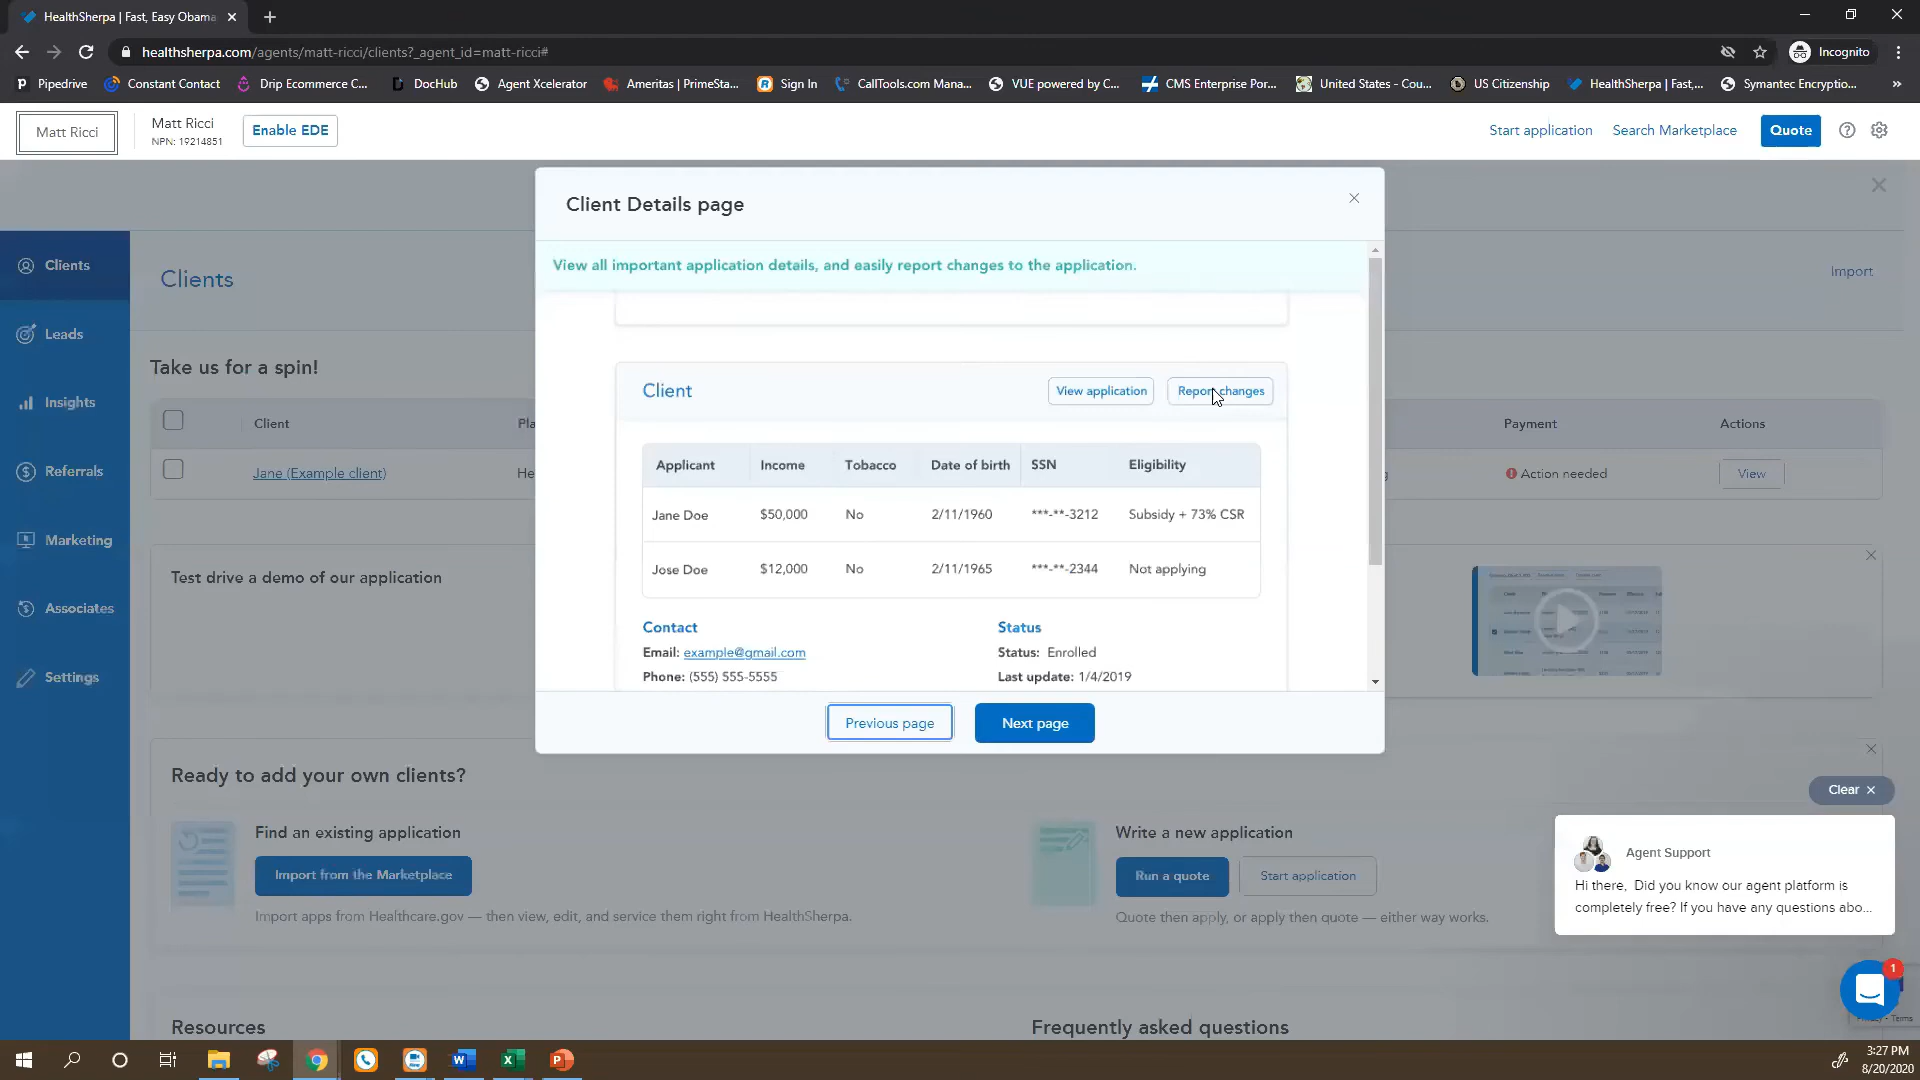 HealthSherpa | Fast, Easy Obama
healthsherpa.com/agents/matt-ricci/clients?_agent_id=matt-ricci#
Incognito
Pipedrive
Constant Contact
Drip Ecommerce C...
DocHub
Agent Xcelerator
Ameritas | PrimeSta...
Sign In
CallTools.com Mana...
VUE powered by C...
CMS Enterprise Por...
United States - Cou...
US Citizenship
HealthSherpa | Fast,...
Symantec Encryptio...
Matt Ricci
Matt Ricci
NPN: 19214851
Enable EDE
Start application
Search Marketplace
Quote
Client Details page
View all important application details, and easily report changes to the application.
Client
View application
Report changes
Applicant Income Tobacco Date of birth SSN Eligibility
Jane Doe $50,000 No 2/11/1960 ***-**-3212 Subsidy + 73% CSR
Jose Doe $12,000 No 2/11/1965 ***-**-2344 Not applying
Contact
Email: example@gmail.com
Phone: (555) 555-5555
Status
Status: Enrolled
Last update: 1/4/2019
Previous page
Next page
Clients
Leads
Insights
Referrals
Marketing
Associates
Settings
Clients
Import
Take us for a spin!
Client Pla Payment Actions
Jane (Example client) He Action needed View
Test drive a demo of our application
Ready to add your own clients?
Find an existing application
Import from the Marketplace
Import apps from Healthcare.gov — then view, edit, and service them right from HealthSherpa.
Write a new application
Run a quote
Start application
Quote then apply, or apply then quote — either way works.
Clear
Agent Support
Hi there, Did you know our agent platform is
completely free? If you have any questions abo...
1
Resources
Frequently asked questions
3:27 PM
8/20/2020